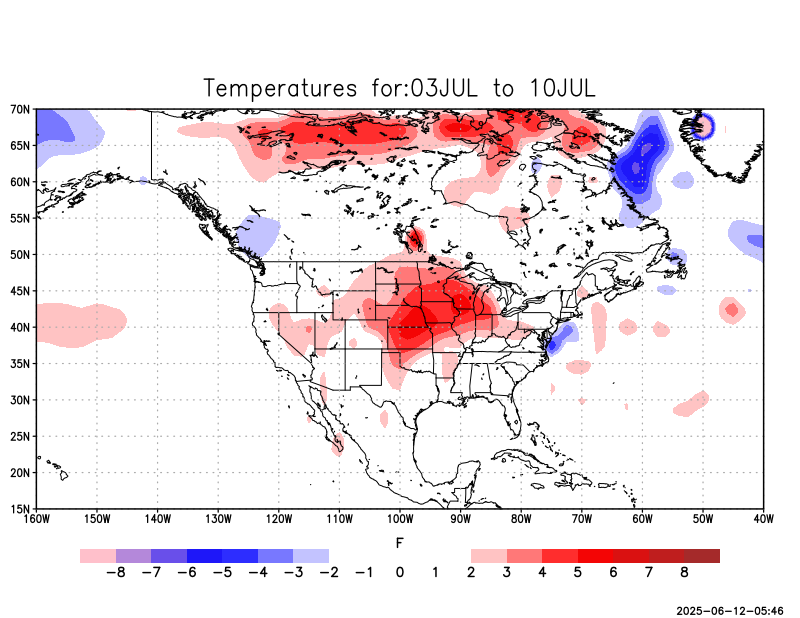 Temperatures for:03JUL to 10JUL
70N
65N
60N
55N
50N
45N
40N
35N
30N
25N
20N
15N
160W 150W 140W 130W 120W 110W 100W 90W 80W 70W 60W 50W 40W
F
-8 -7 -6 -5 -4 -3 -2 -1 0 1 2 3 4 5 6 7 8
2025-06-12-05:46